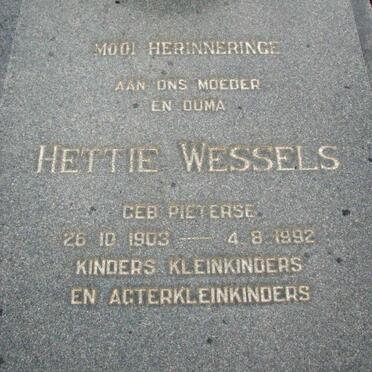 MOOI HERINNERINGE
AAN ONS MOEDER
EN OUMA
HETTIE WESSELS
GEB PIETERSE
26 10 1903 — 4.8.1992
KINDERS KLEINKINDERS
EN AGTERKLEINKINDERS